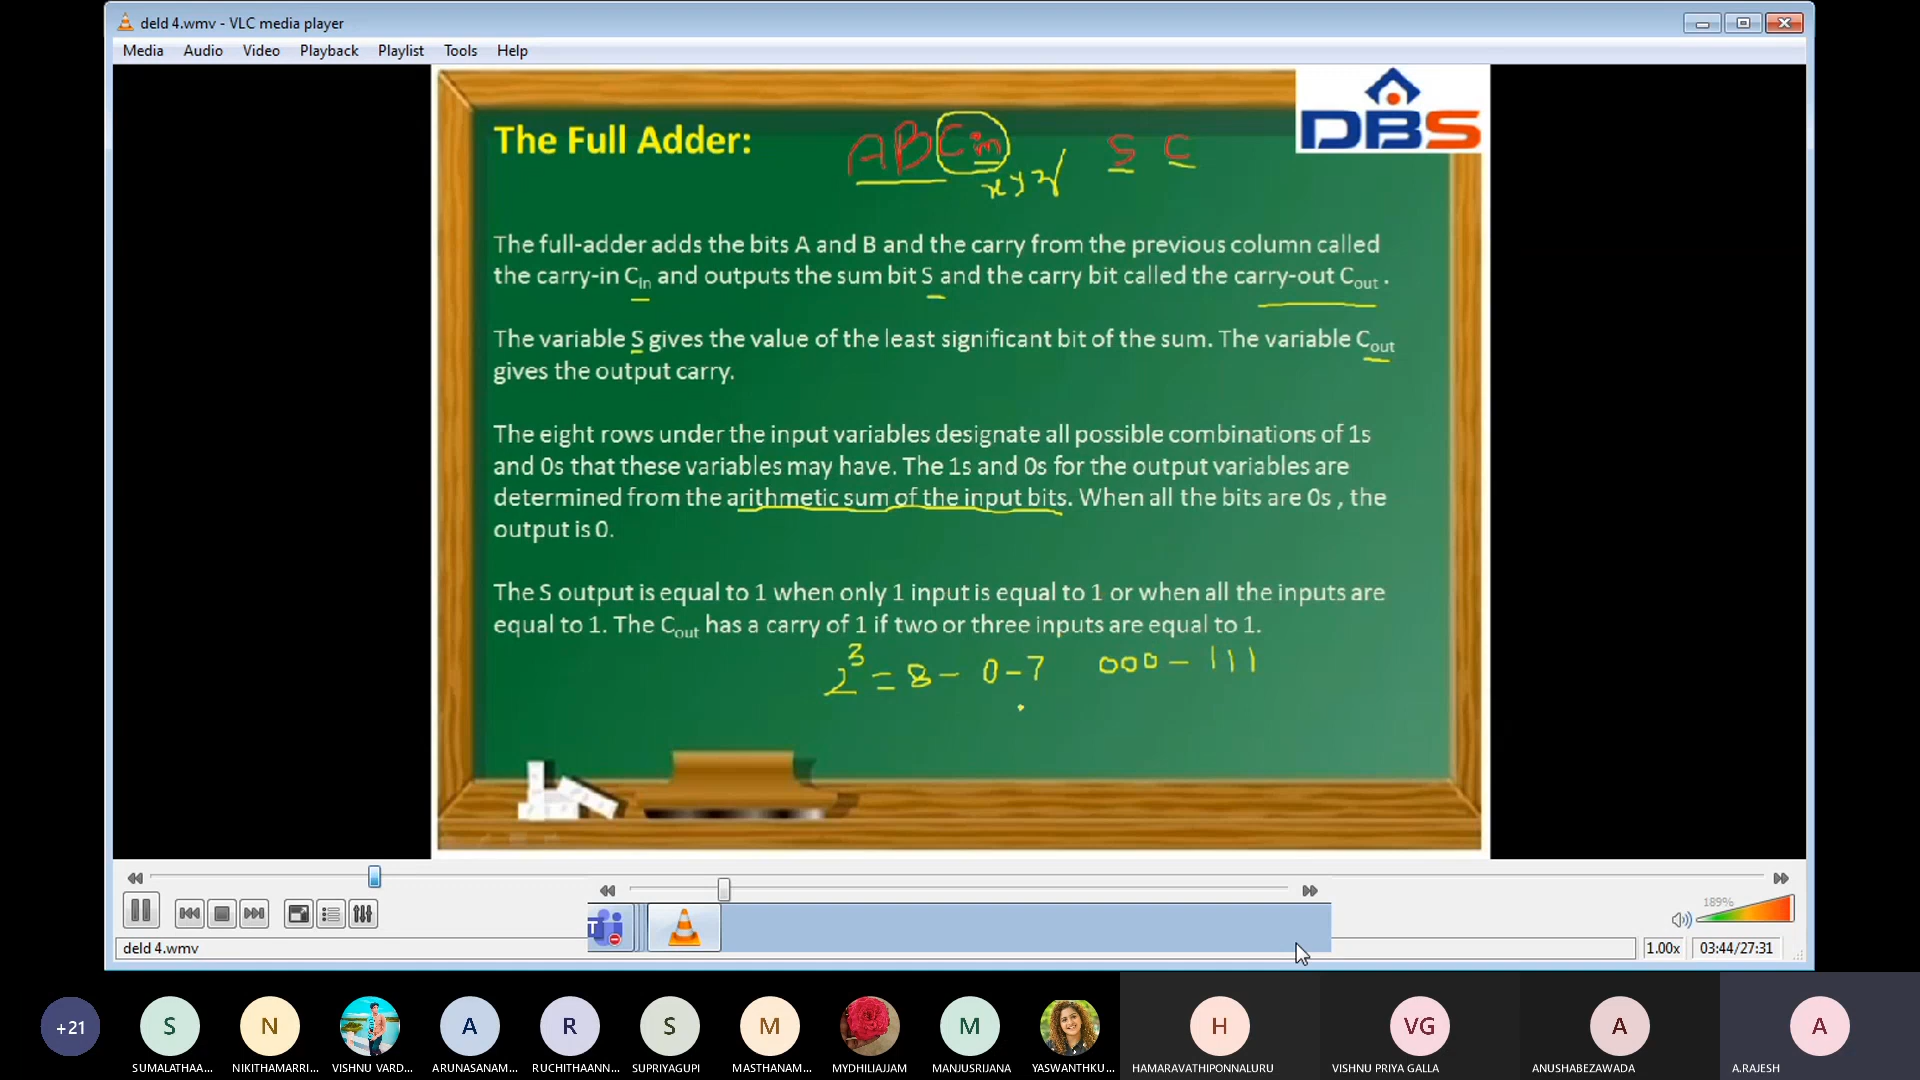 deld 4.wmv - VLC media player
Media Audio Video Playback Playlist Tools Help
DBS
The Full Adder:
A B Cin S C
x y z
The full-adder adds the bits A and B and the carry from the previous column called
the carry-in Cin and outputs the sum bit S and the carry bit called the carry-out Cout .
The variable S gives the value of the least significant bit of the sum. The variable Cout
gives the output carry.
The eight rows under the input variables designate all possible combinations of 1s
and 0s that these variables may have. The 1s and 0s for the output variables are
determined from the arithmetic sum of the input bits. When all the bits are 0s , the
output is 0.
The S output is equal to 1 when only 1 input is equal to 1 or when all the inputs are
equal to 1. The Cout has a carry of 1 if two or three inputs are equal to 1.
2³ = 8 – 0 – 7 000 – 111
189%
T
deld 4.wmv 1.00x 03:44/27:31
+21 S N A R S M M H VG A A
SUMALATHAA... NIKITHAMARRI... VISHNU VARD... ARUNASANAM... RUCHITHAANN... SUPRIYAGUPI MASTHANAM... MYDHILIAJJAM MANJUSRIJANA YASWANTHKU... HAMARAVATHIPONNALURU VISHNU PRIYA GALLA ANUSHABEZAWADA A.RAJESH